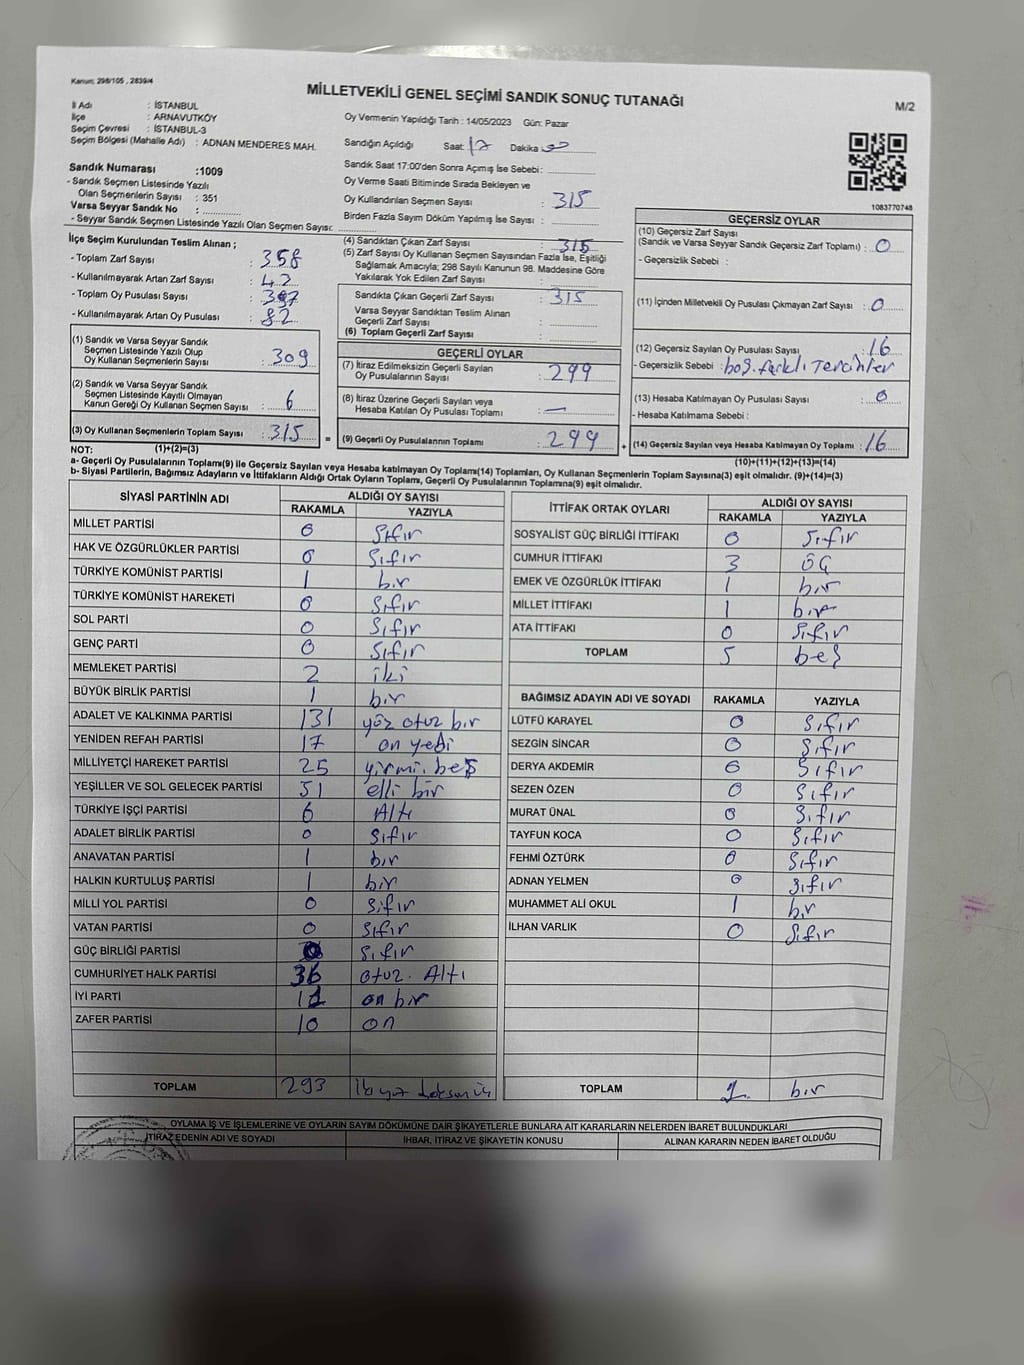 Kanun: 298/105 , 2839/4
MİLLETVEKİLİ GENEL SEÇİMİ SANDIK SONUÇ TUTANAĞI
M/2
İl Adı : İSTANBUL
İlçe : ARNAVUTKÖY
Seçim Çevresi : İSTANBUL-3
Seçim Bölgesi (Mahalle Adı) : ADNAN MENDERES MAH.
Sandık Numarası :1009
- Sandık Seçmen Listesinde Yazılı
Olan Seçmenlerin Sayısı : 351
Varsa Seyyar Sandık No :
- Seyyar Sandık Seçmen Listesinde Yazılı Olan Seçmen Sayısı:
Oy Vermenin Yapıldığı Tarih : 14/05/2023 Gün: Pazar
Sandığın Açıldığı Saat: 17 Dakika
Sandık Saat 17:00'den Sonra Açımış İse Sebebi:
Oy Verme Saati Bitiminde Sırada Bekleyen ve
Oy Kullandırılan Seçmen Sayısı : 315
Birden Fazla Sayım Döküm Yapılmış İse Sayısı :
1083770748
İlçe Seçim Kurulundan Teslim Alınan ;
- Toplam Zarf Sayısı : 358
- Kullanılmayarak Artan Zarf Sayısı :
- Toplam Oy Pusulası Sayısı :
- Kullanılmayarak Artan Oy Pusulası : 82
(1) Sandık ve Varsa Seyyar Sandık
Seçmen Listesinde Yazılı Olup
Oy Kullanan Seçmenlerin Sayısı : 309
(2) Sandık ve Varsa Seyyar Sandık
Seçmen Listesinde Kayıtlı Olmayan
Kanun Gereği Oy Kullanan Seçmen Sayısı : 6
(3) Oy Kullanan Seçmenlerin Toplam Sayısı : 315
(1)+(2)=(3)
(4) Sandıktan Çıkan Zarf Sayısı : 315
(5) Zarf Sayısı Oy Kullanan Seçmen Sayısından Fazla İse, Eşitliği
Sağlamak Amacıyla; 298 Sayılı Kanunun 98. Maddesine Göre
Yakılarak Yok Edilen Zarf Sayısı :
Sandıkta Çıkan Geçerli Zarf Sayısı : 315
Varsa Seyyar Sandıktan Teslim Alınan
Geçerli Zarf Sayısı :
(6) Toplam Geçerli Zarf Sayısı :
GEÇERLİ OYLAR
(7) İtiraz Edilmeksizin Geçerli Sayılan
Oy Pusulalarının Sayısı : 299
(8) İtiraz Üzerine Geçerli Sayılan veya
Hesaba Katılan Oy Pusulası Toplamı : —
= (9) Geçerli Oy Pusulalarının Toplamı 299 +
GEÇERSİZ OYLAR
(10) Geçersiz Zarf Sayısı
(Sandık ve Varsa Seyyar Sandık Geçersiz Zarf Toplamı) : 0
- Geçersizlik Sebebi :
(11) İçinden Milletvekili Oy Pusulası Çıkmayan Zarf Sayısı : 0
(12) Geçersiz Sayılan Oy Pusulası Sayısı : 16
- Geçersizlik Sebebi : boş. farklı Tercihler
(13) Hesaba Katılmayan Oy Pusulası Sayısı : 0
- Hesaba Katılmama Sebebi :
(14) Geçersiz Sayılan veya Hesaba Katılmayan Oy Toplamı : 16
(10)+(11)+(12)+(13)=(14)
NOT:
a- Geçerli Oy Pusulalarının Toplamı(9) ile Geçersiz Sayılan veya Hesaba katılmayan Oy Toplamı(14) Toplamları, Oy Kullanan Seçmenlerin Toplam Sayısına(3) eşit olmalıdır. (9)+(14)=(3)
b- Siyasi Partilerin, Bağımsız Adayların ve İttifakların Aldığı Ortak Oyların Toplamı, Geçerli Oy Pusulalarının Toplamına(9) eşit olmalıdır.
SİYASİ PARTİNİN ADI ALDIĞI OY SAYISI
RAKAMLA YAZIYLA
MİLLET PARTİSİ 0 Sıfır
HAK VE ÖZGÜRLÜKLER PARTİSİ 0 Sıfır
TÜRKİYE KOMÜNİST PARTİSİ 1 bır
TÜRKİYE KOMÜNİST HAREKETİ 0 Sıfır
SOL PARTİ 0 Sıfır
GENÇ PARTİ 0 Sıfır
MEMLEKET PARTİSİ 2 iki
BÜYÜK BİRLİK PARTİSİ 1 bır
ADALET VE KALKINMA PARTİSİ 131 yüz otuz bır
YENİDEN REFAH PARTİSİ 17 on yedi
MİLLİYETÇİ HAREKET PARTİSİ 25 yirmi. beş
YEŞİLLER VE SOL GELECEK PARTİSİ 51 elli bir
TÜRKİYE İŞÇİ PARTİSİ 6 Altı
ADALET BİRLİK PARTİSİ 0 Sıfır
ANAVATAN PARTİSİ 1 bır
HALKIN KURTULUŞ PARTİSİ 1 bır
MİLLİ YOL PARTİSİ 0 Sıfır
VATAN PARTİSİ 0 Sıfır
GÜÇ BİRLİĞİ PARTİSİ 0 Sıfır
CUMHURİYET HALK PARTİSİ 36 otuz. Altı
İYİ PARTİ 11 on bır
ZAFER PARTİSİ 10 on
TOPLAM 293
İTTİFAK ORTAK OYLARI ALDIĞI OY SAYISI
RAKAMLA YAZIYLA
SOSYALİST GÜÇ BİRLİĞİ İTTİFAKI 0 Sıfır
CUMHUR İTTİFAKI 3 ÜÇ
EMEK VE ÖZGÜRLÜK İTTİFAKI 1 bır
MİLLET İTTİFAKI 1 bır
ATA İTTİFAKI 0 Sıfır
TOPLAM 5 beş
BAĞIMSIZ ADAYIN ADI VE SOYADI RAKAMLA YAZIYLA
LÜTFÜ KARAYEL 0 Sıfır
SEZGİN SİNCAR 0 Sıfır
DERYA AKDEMİR 0 Sıfır
SEZEN ÖZEN 0 Sıfır
MURAT ÜNAL 0 Sıfır
TAYFUN KOCA 0 Sıfır
FEHMİ ÖZTÜRK 0 Sıfır
ADNAN YELMEN 0 Sıfır
MUHAMMET ALİ OKUL 1 bır
İLHAN VARLIK 0 Sıfır
TOPLAM 1 bır
OYLAMA İŞ VE İŞLEMLERİNE VE OYLARIN SAYIM DÖKÜMÜNE DAİR ŞİKAYETLERLE BUNLARA AİT KARARLARIN NELERDEN İBARET BULUNDUKLARI
İTİRAZ EDENİN ADI VE SOYADI İHBAR, İTİRAZ VE ŞİKAYETİN KONUSU ALINAN KARARIN NEDEN İBARET OLDUĞU